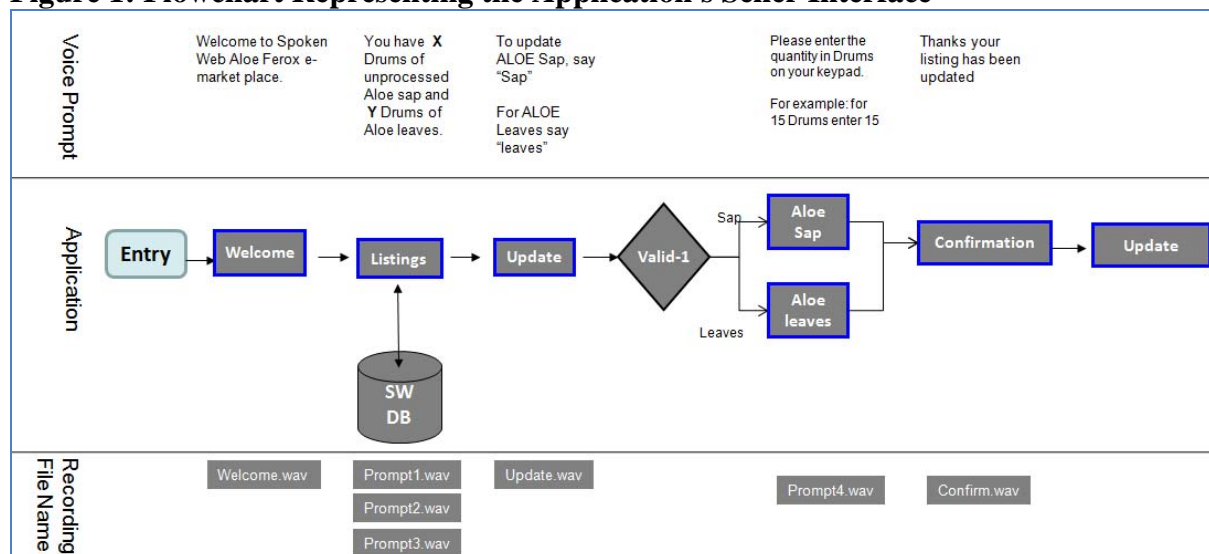 Figure 1: Flowchart Representing the Application's Seller Interface
Voice Prompt
Welcome to Spoken
Web Aloe Ferox e-
market place.
You have X
Drums of
unprocessed
Aloe sap and
Y Drums of
Aloe leaves.
To update
ALOE Sap, say
"Sap"
For ALOE
Leaves say
"leaves"
Please enter the
quantity in Drums
on your keypad.
For example: for
15 Drums enter 15
Thanks your
listing has been
updated
Application
Entry
Welcome
Listings
Update
Valid-1
Sap
Leaves
Aloe
Sap
Aloe
leaves
Confirmation
Update
SW
DB
Recording
File Name
Welcome.wav
Prompt1.wav
Prompt2.wav
Prompt3.wav
Update.wav
Prompt4.wav
Confirm.wav